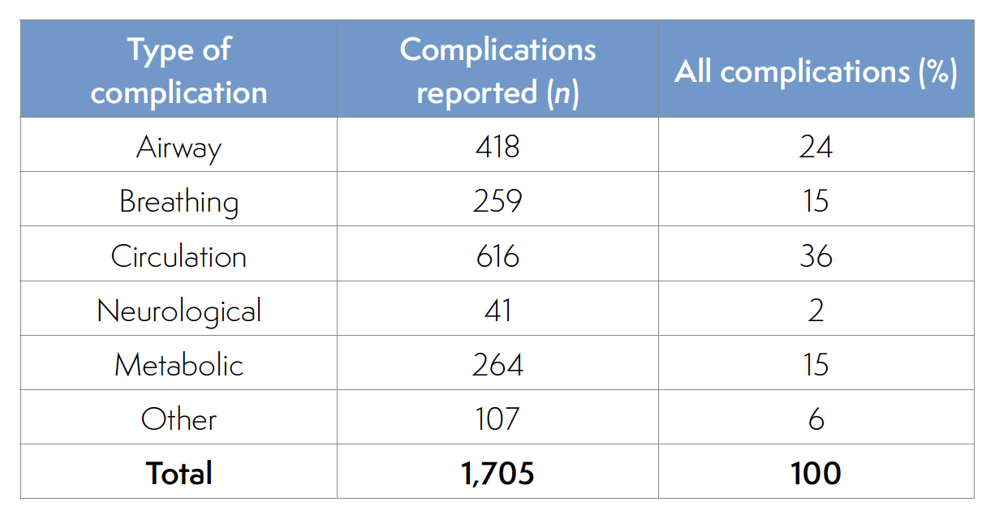 Type of complication Complications reported (n) All complications (%)
Airway 418 24
Breathing 259 15
Circulation 616 36
Neurological 41 2
Metabolic 264 15
Other 107 6
Total 1,705 100